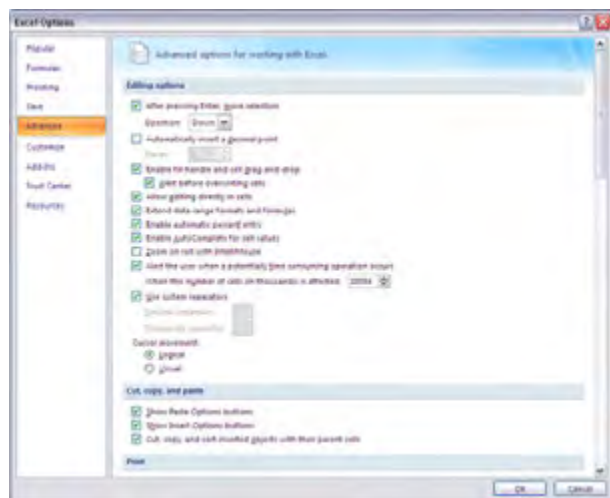 Excel Options
Popular
Formulas
Proofing
Save
Advanced
Customize
Add-Ins
Trust Center
Resources
Advanced options for working with Excel.
Editing options
After pressing Enter, move selection
Direction: Down
Automatically insert a decimal point
Places:
Enable fill handle and cell drag-and-drop
Alert before overwriting cells
Allow editing directly in cells
Extend data range formats and formulas
Enable automatic percent entry
Enable AutoComplete for cell values
Zoom on roll with IntelliMouse
Alert the user when a potentially time consuming operation occurs
When this number of cells (in thousands) is affected:
Use system separators
Decimal separator:
Thousands separator:
Cursor movement:
Logical
Visual
Cut, copy, and paste
Show Paste Options buttons
Show Insert Options buttons
Cut, copy, and sort inserted objects with their parent cells
Print
OK
Cancel